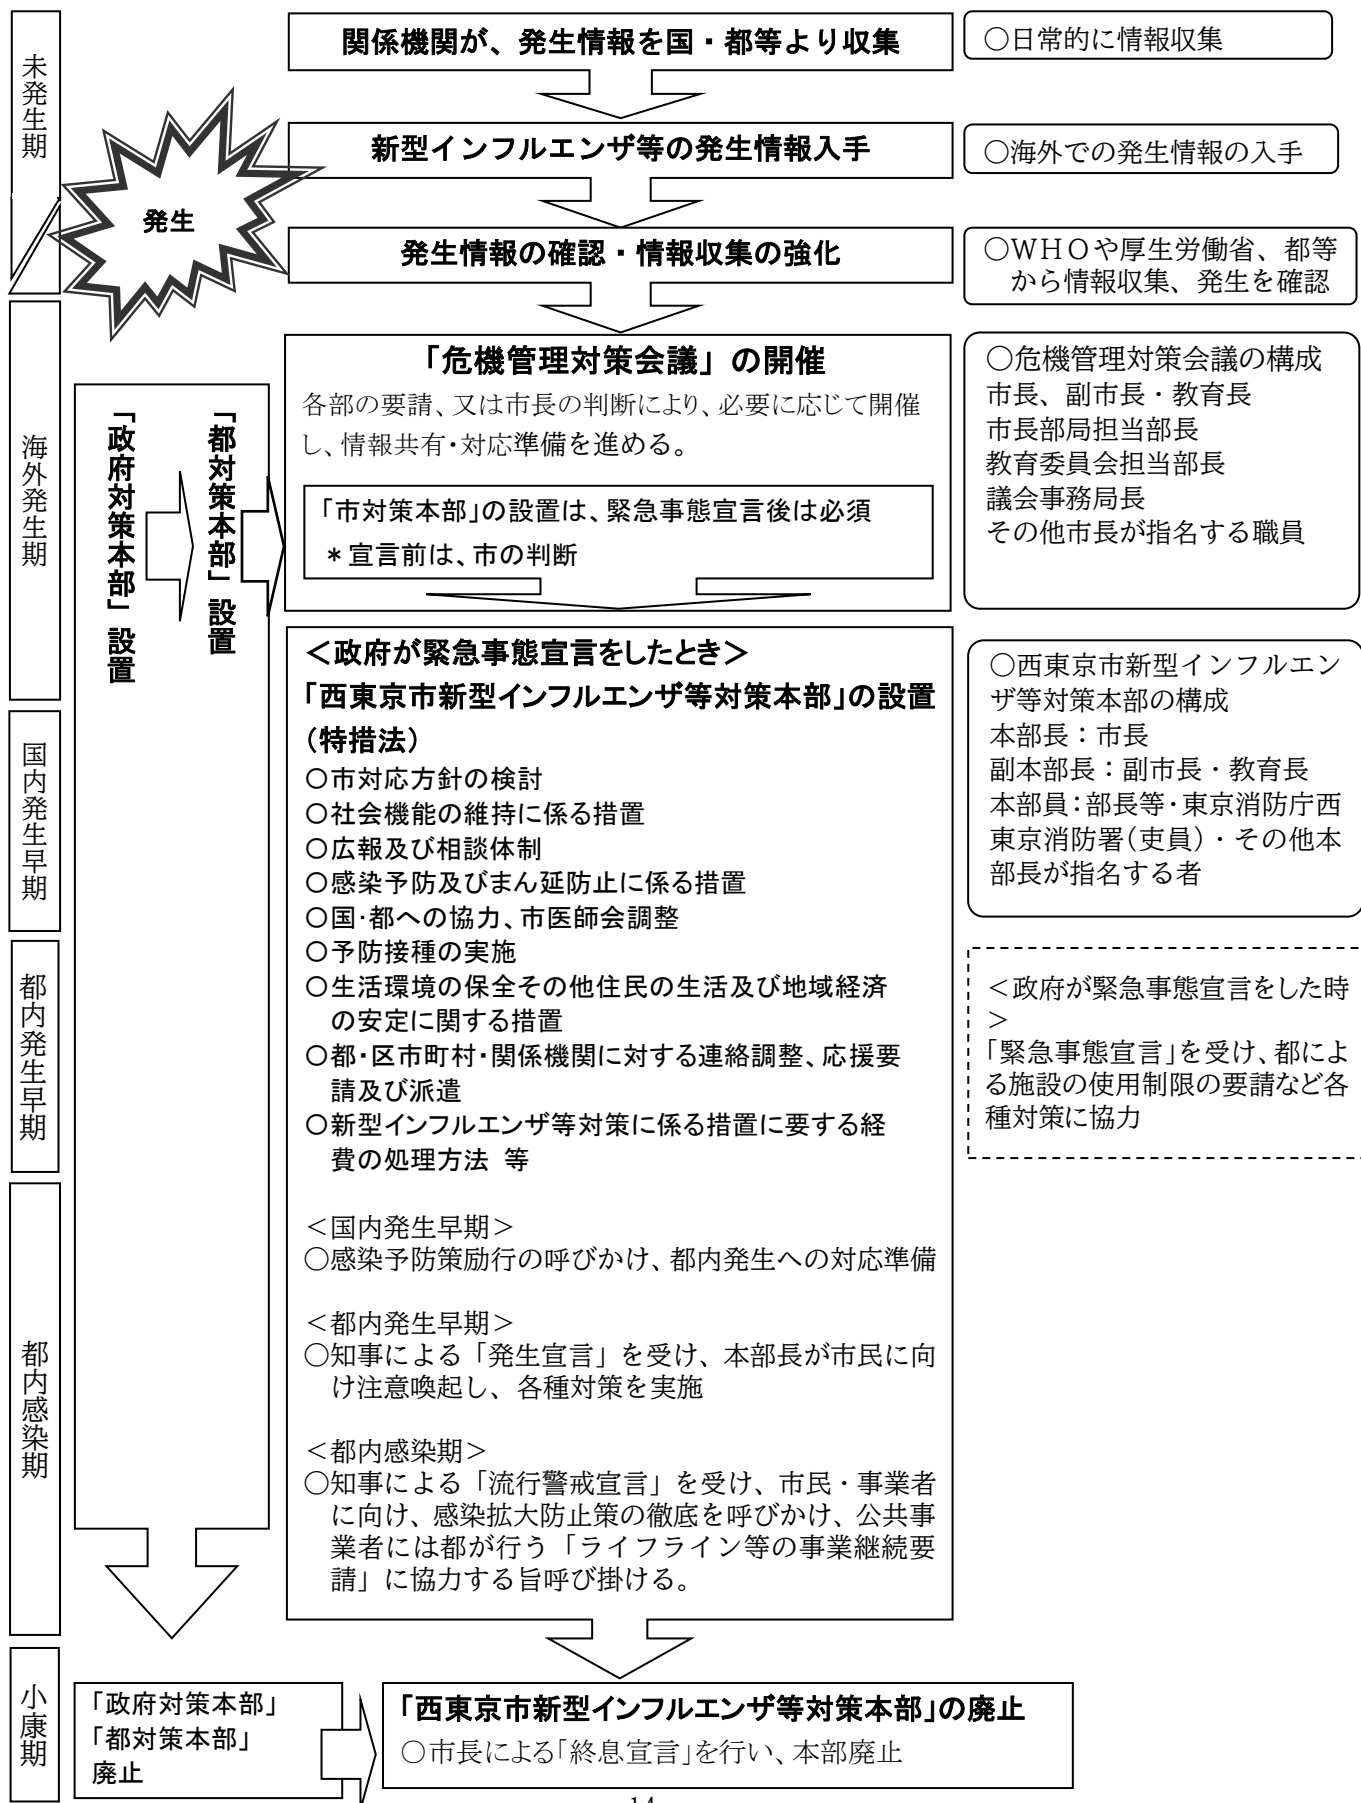 未発生期
関係機関が、発生情報を国・都等より収集
○日常的に情報収集
発生
新型インフルエンザ等の発生情報入手
○海外での発生情報の入手
発生情報の確認・情報収集の強化
○WHOや厚生労働省、都等
から情報収集、発生を確認
海外発生期
「政府対策本部」設置
「都対策本部」設置
「危機管理対策会議」の開催
各部の要請、又は市長の判断により、必要に応じて開催
し、情報共有・対応準備を進める。
「市対策本部」の設置は、緊急事態宣言後は必須
＊宣言前は、市の判断
○危機管理対策会議の構成
市長、副市長・教育長
市長部局担当部長
教育委員会担当部長
議会事務局長
その他市長が指名する職員
国内発生早期
都内発生早期
都内感染期
＜政府が緊急事態宣言をしたとき＞
「西東京市新型インフルエンザ等対策本部」の設置
（特措法）
○市対応方針の検討
○社会機能の維持に係る措置
○広報及び相談体制
○感染予防及びまん延防止に係る措置
○国・都への協力、市医師会調整
○予防接種の実施
○生活環境の保全その他住民の生活及び地域経済
の安定に関する措置
○都・区市町村・関係機関に対する連絡調整、応援要
請及び派遣
○新型インフルエンザ等対策に係る措置に要する経
費の処理方法 等
＜国内発生早期＞
○感染予防策励行の呼びかけ、都内発生への対応準備
＜都内発生早期＞
○知事による「発生宣言」を受け、本部長が市民に向
け注意喚起し、各種対策を実施
＜都内感染期＞
○知事による「流行警戒宣言」を受け、市民・事業者
に向け、感染拡大防止策の徹底を呼びかけ、公共事
業者には都が行う「ライフライン等の事業継続要
請」に協力する旨呼び掛ける。
○西東京市新型インフルエン
ザ等対策本部の構成
本部長：市長
副本部長：副市長・教育長
本部員：部長等・東京消防庁西
東京消防署（吏員）・その他本
部長が指名する者
＜政府が緊急事態宣言をした時
＞
「緊急事態宣言」を受け、都によ
る施設の使用制限の要請など各
種対策に協力
小康期
「政府対策本部」
「都対策本部」
廃止
「西東京市新型インフルエンザ等対策本部」の廃止
○市長による「終息宣言」を行い、本部廃止
14